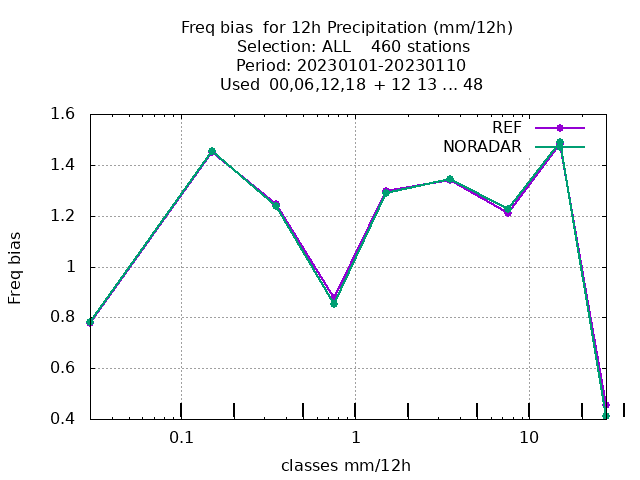 Freq bias  for 12h Precipitation (mm/12h)
Selection: ALL    460 stations
Period: 20230101-20230110
Used  00,06,12,18  + 12 13 ... 48
REF
NORADAR
1.6
1.4
1.2
1
0.8
0.6
0.4
Freq bias
0.1
1
10
classes mm/12h